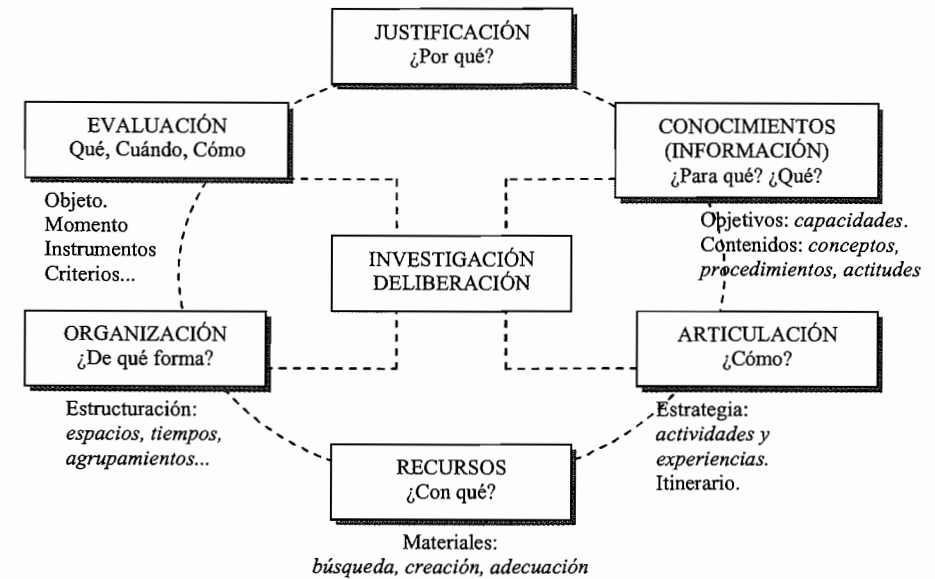 JUSTIFICACIÓN
¿Por qué?
EVALUACIÓN
Qué, Cuándo, Cómo
Objeto.
Momento
Instrumentos
Criterios...
CONOCIMIENTOS
(INFORMACIÓN)
¿Para qué? ¿Qué?
Objetivos: capacidades.
Contenidos: conceptos,
procedimientos, actitudes
INVESTIGACIÓN
DELIBERACIÓN
ORGANIZACIÓN
¿De qué forma?
Estructuración:
espacios, tiempos,
agrupamientos...
ARTICULACIÓN
¿Cómo?
Estrategia:
actividades y
experiencias.
Itinerario.
RECURSOS
¿Con qué?
Materiales:
búsqueda, creación, adecuación